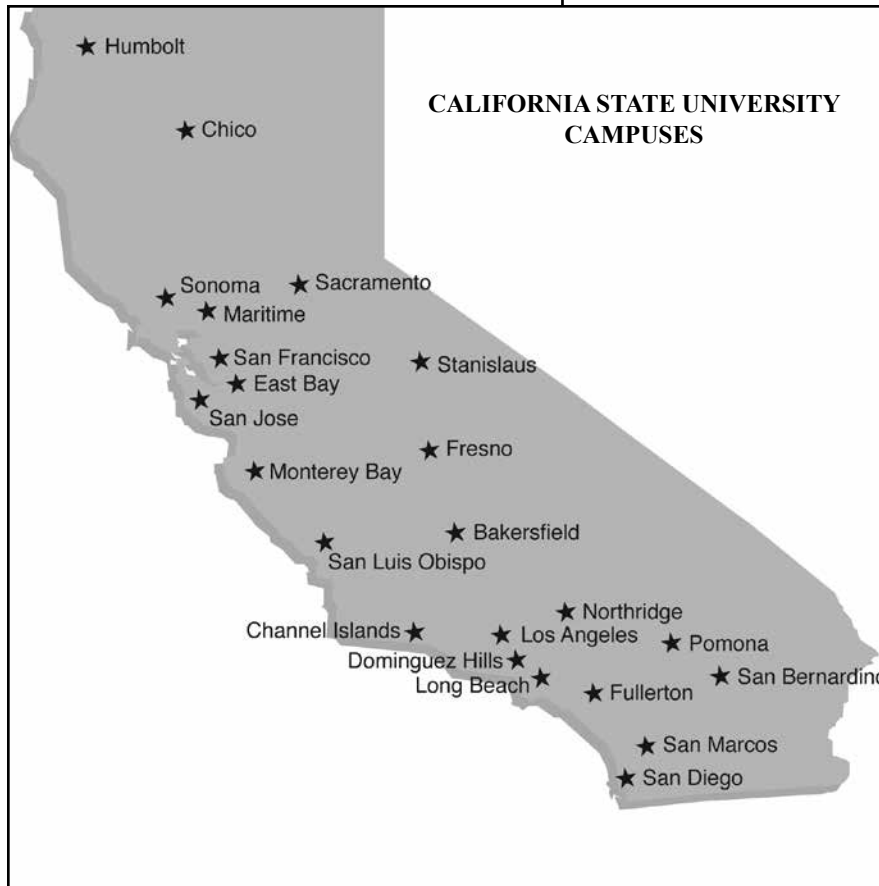 Humbolt
CALIFORNIA STATE UNIVERSITY
CAMPUSES
Chico
Sonoma
Sacramento
Maritime
San Francisco
Stanislaus
East Bay
San Jose
Fresno
Monterey Bay
Bakersfield
San Luis Obispo
Northridge
Channel Islands
Los Angeles
Pomona
Dominguez Hills
Long Beach
San Bernardino
Fullerton
San Marcos
San Diego